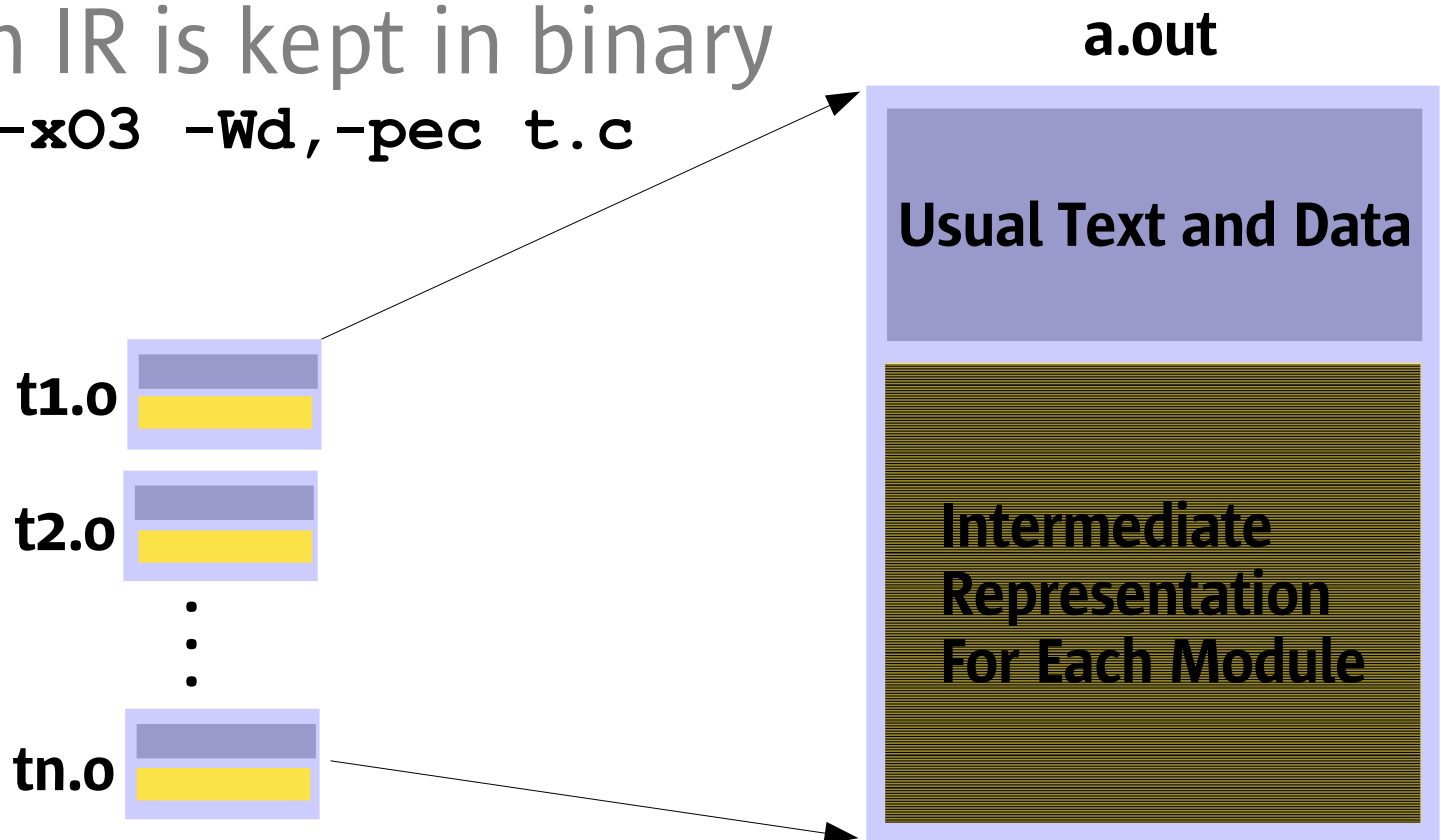 n IR is kept in binary
-xO3 -Wd,-pec t.c
a.out
Usual Text and Data
t1.o
t2.o
tn.o
Intermediate
Representation
For Each Module